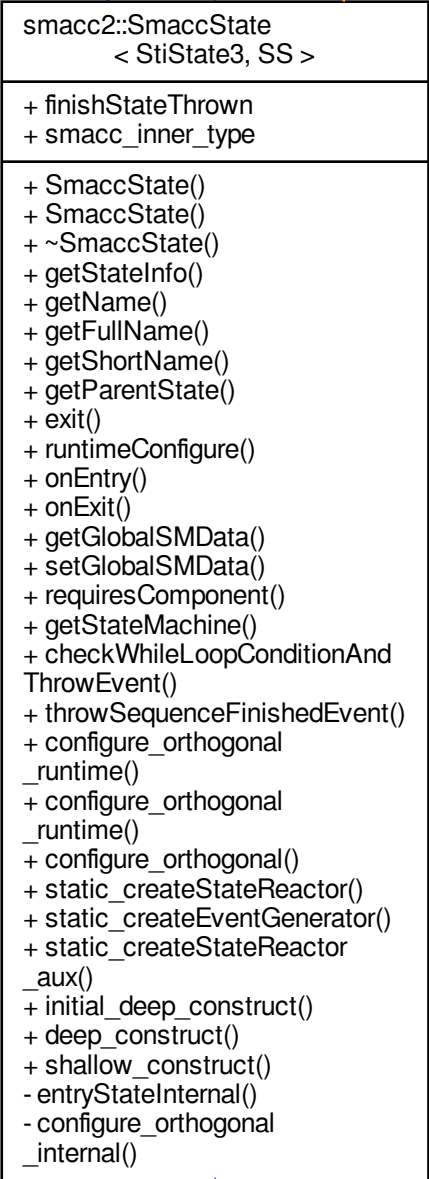 smacc2::SmaccState
< StiState3, SS >
+ finishStateThrown
+ smacc_inner_type
+ SmaccState()
+ SmaccState()
+ ~SmaccState()
+ getStateInfo()
+ getName()
+ getFullName()
+ getShortName()
+ getParentState()
+ exit()
+ runtimeConfigure()
+ onEntry()
+ onExit()
+ getGlobalSMData()
+ setGlobalSMData()
+ requiresComponent()
+ getStateMachine()
+ checkWhileLoopConditionAnd
ThrowEvent()
+ throwSequenceFinishedEvent()
+ configure_orthogonal
_runtime()
+ configure_orthogonal
_runtime()
+ configure_orthogonal()
+ static_createStateReactor()
+ static_createEventGenerator()
+ static_createStateReactor
_aux()
+ initial_deep_construct()
+ deep_construct()
+ shallow_construct()
- entryStateInternal()
- configure_orthogonal
_internal()